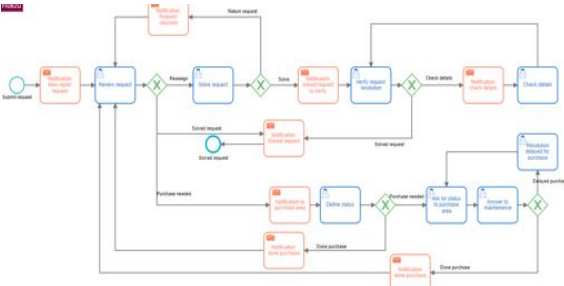 Flokzu
Return request
Notification
Request
returned
Submit request
Notification
from repair
request
Review request
Reassign
Solve request
Solve
Notification
solved request
to verify
Verify request
resolution
Check details
Notification
check details
Check details
Solved request
Solved request
Notification
Solved request
Purchase needed
Notification to
purchase area
Define status
Purchase needed
Ask for status
to purchase
area
Answer to
maintenance
Resolution
delayed for
purchase
Delayed purchase
Done purchase
Notification
done purchase
Done purchase
Notification
done purchase